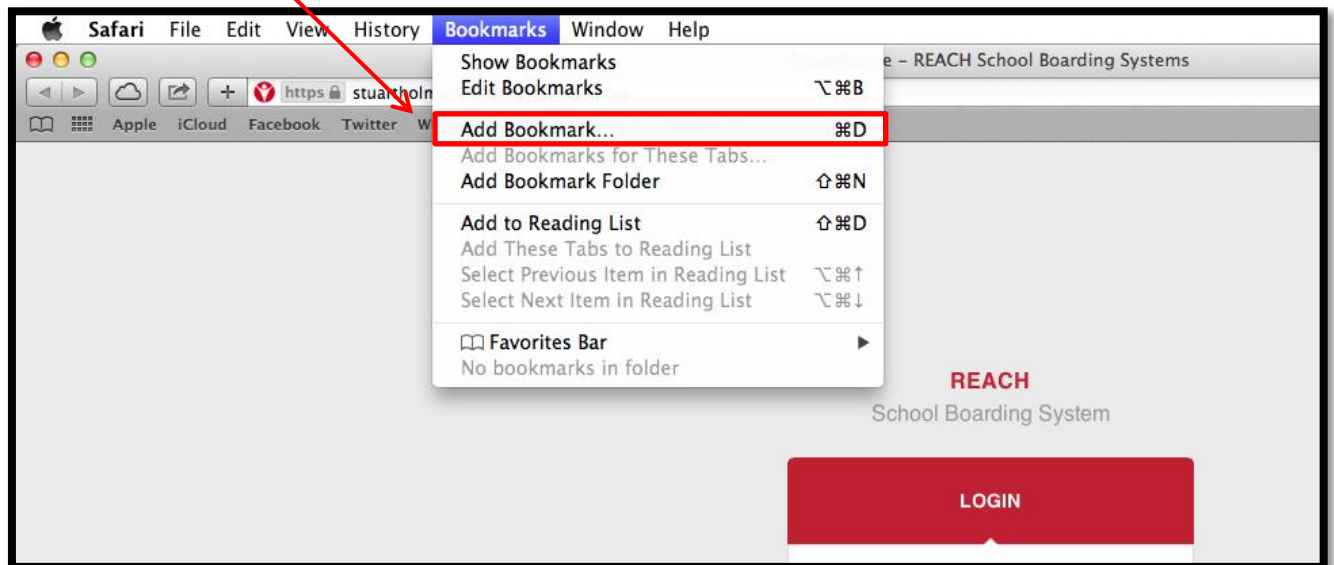 Safari File Edit View History Bookmarks Window Help
e – REACH School Boarding Systems
https stuartholm
Apple iCloud Facebook Twitter W
Show Bookmarks
Edit Bookmarks ⌥⌘B
Add Bookmark... ⌘D
Add Bookmarks for These Tabs...
Add Bookmark Folder ⇧⌘N
Add to Reading List ⇧⌘D
Add These Tabs to Reading List
Select Previous Item in Reading List ⌥⌘↑
Select Next Item in Reading List ⌥⌘↓
Favorites Bar ▶
No bookmarks in folder
REACH
School Boarding System
LOGIN